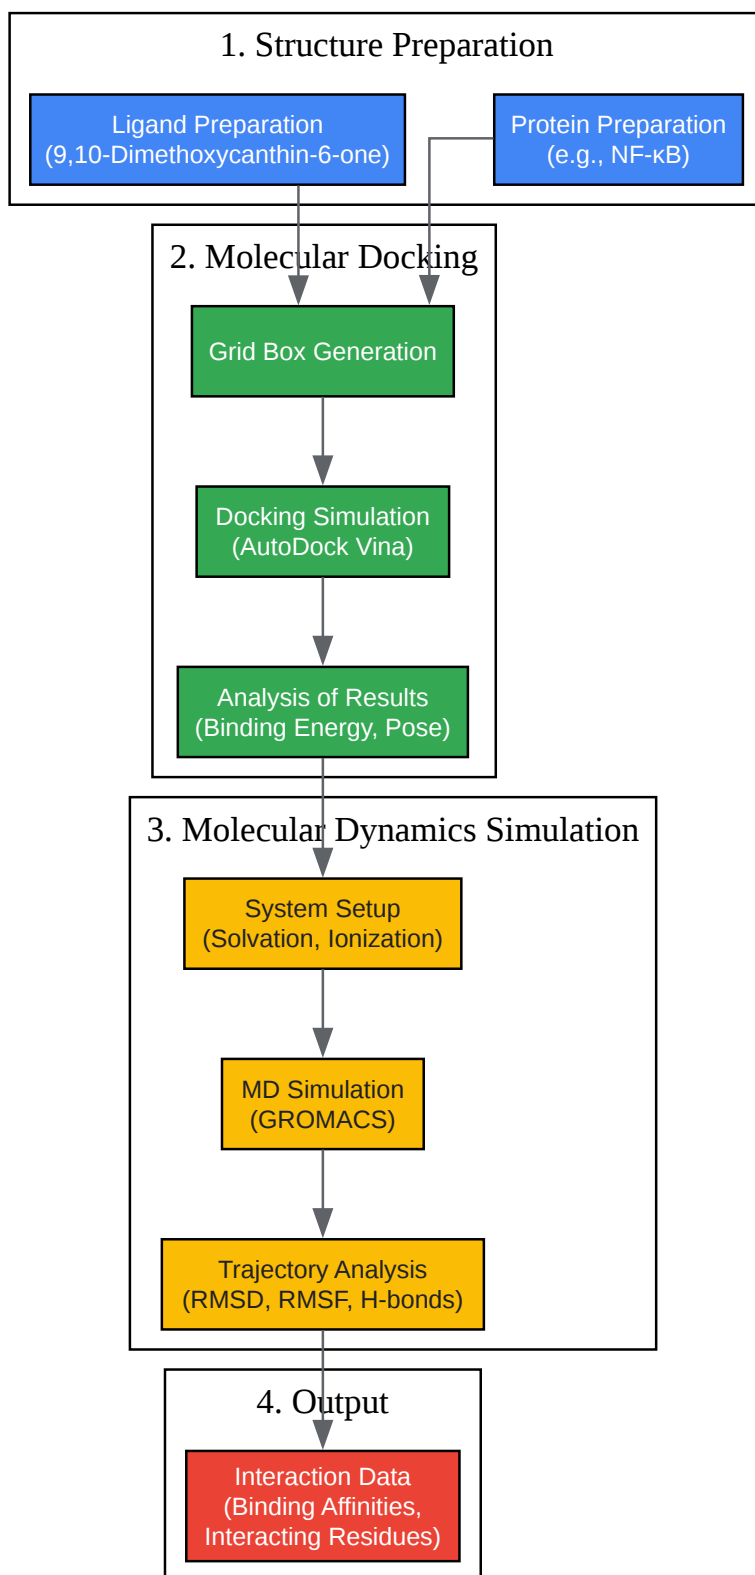 1. Structure Preparation
Ligand Preparation
(9,10-Dimethoxycanthin-6-one)
Protein Preparation
(e.g., NF-κB)
2. Molecular Docking
Grid Box Generation
Docking Simulation
(AutoDock Vina)
Analysis of Results
(Binding Energy, Pose)
3. Molecular Dynamics Simulation
System Setup
(Solvation, Ionization)
MD Simulation
(GROMACS)
Trajectory Analysis
(RMSD, RMSF, H-bonds)
4. Output
Interaction Data
(Binding Affinities,
Interacting Residues)